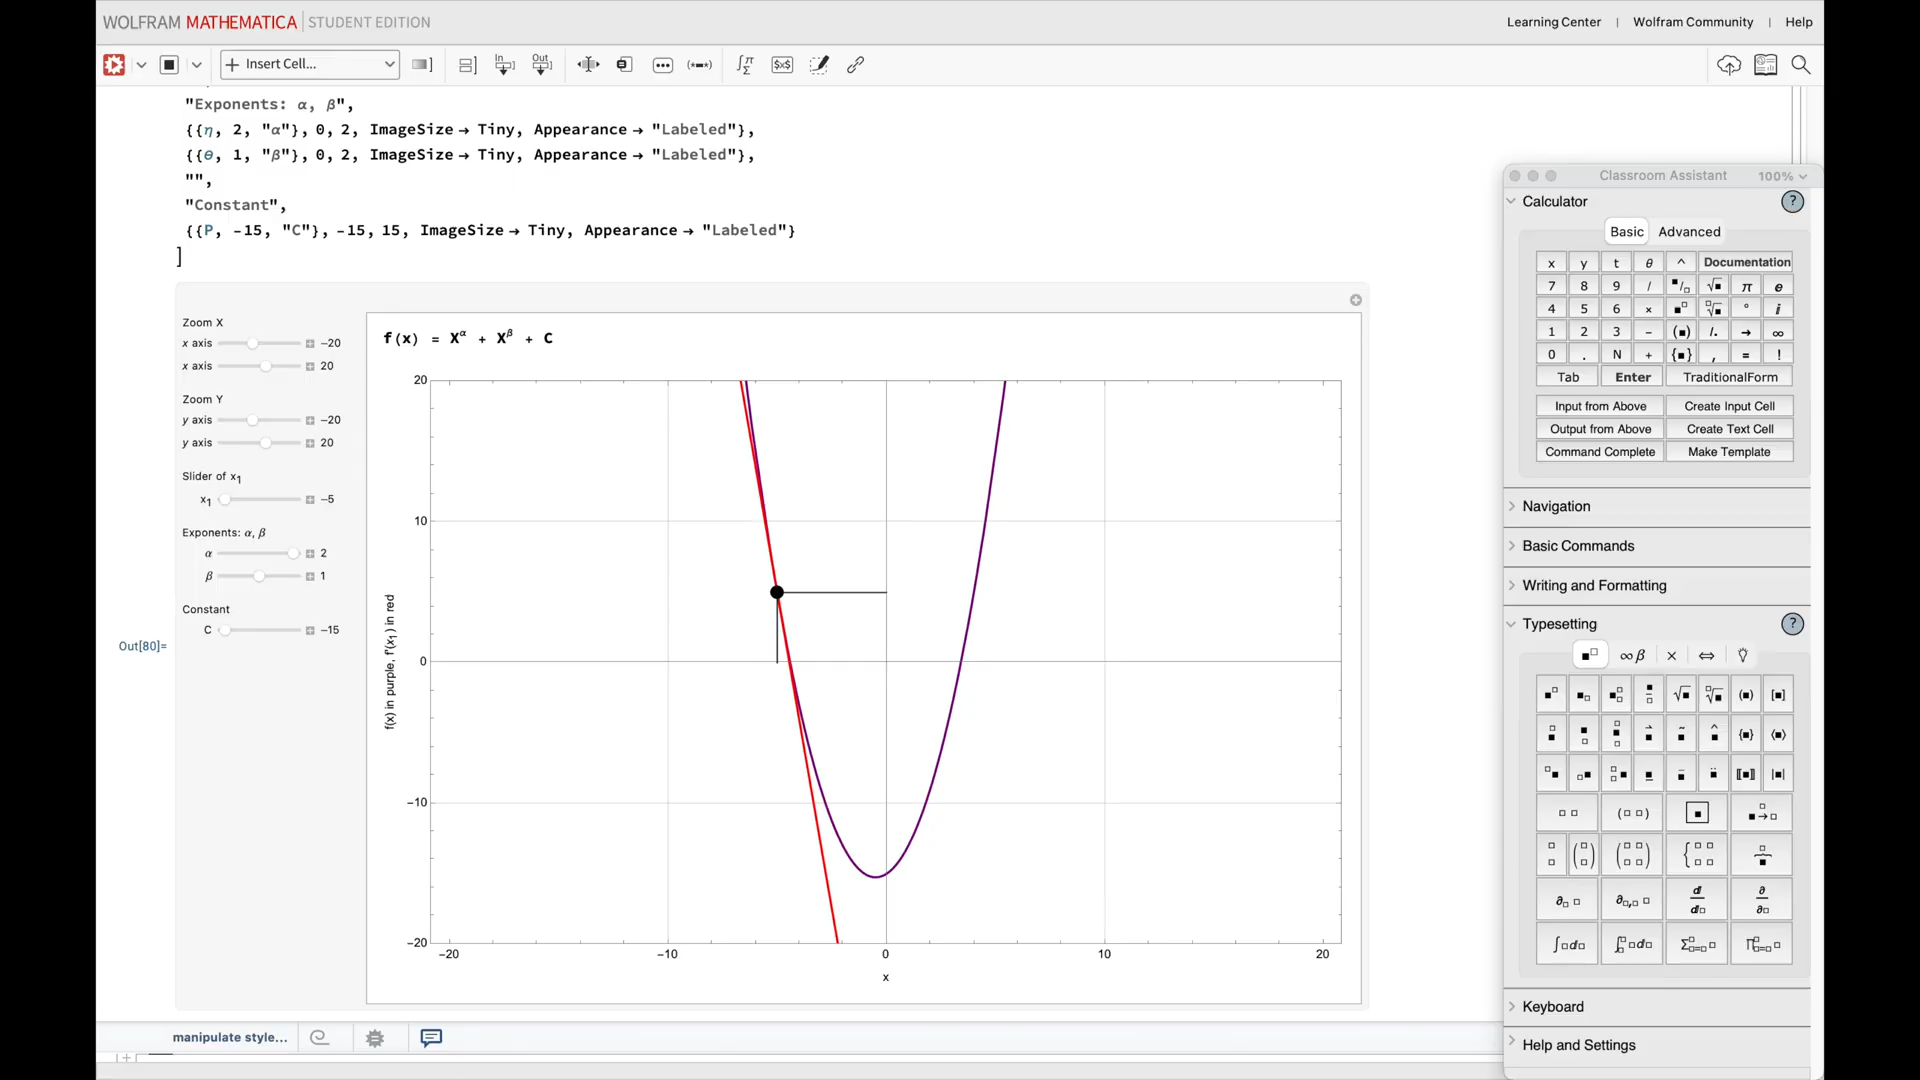 WOLFRAM MATHEMATICA | STUDENT EDITION
Learning Center | Wolfram Community | Help
Insert Cell...
In
Out
"Exponents: α, β",
{{η, 2, "α"}, 0, 2, ImageSize → Tiny, Appearance → "Labeled"},
{{θ, 1, "β"}, 0, 2, ImageSize → Tiny, Appearance → "Labeled"},
"",
"Constant",
{{P, -15, "C"}, -15, 15, ImageSize → Tiny, Appearance → "Labeled"}
]
Out[80]=
Zoom X
x axis -20
x axis 20
Zoom Y
y axis -20
y axis 20
Slider of x₁
x₁ -5
Exponents: α, β
α 2
β 1
Constant
C -15
f(x) = X^α + X^β + C
20
10
0
-10
-20
f(x) in purple, f'(x₁) in red
-20 -10 0 10 20
x
manipulate style...
Classroom Assistant 100%
Calculator ?
Basic Advanced
x y t θ ^ Documentation
7 8 9 / ■/□ √■ π e
4 5 6 × ■^□ □√■ ° i
1 2 3 - (■) /. → ∞
0 . N + {■} , = !
Tab Enter TraditionalForm
Input from Above Create Input Cell
Output from Above Create Text Cell
Command Complete Make Template
Navigation
Basic Commands
Writing and Formatting
Typesetting ?
∞ β × ⇔
∂□ □ ∂□,□ □ d/d□ ∂/∂□
∫□d□ ∫□d□ Σ□=□ □ Π□=□ □
Keyboard
Help and Settings